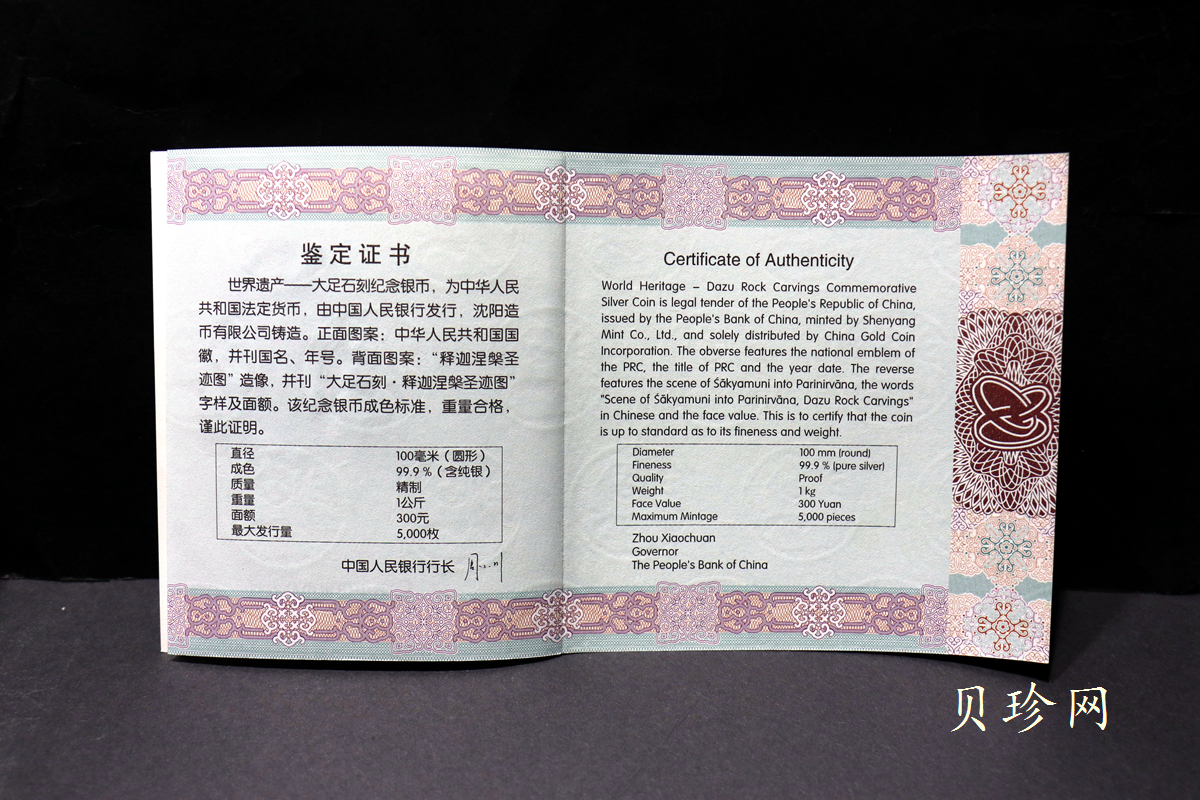 鉴定证书
世界遗产——大足石刻纪念银币，为中华人民
共和国法定货币，由中国人民银行发行，沈阳造
币有限公司铸造。正面图案：中华人民共和国国
徽，并刊国名、年号。背面图案：“释迦涅槃圣
迹图”造像，并刊“大足石刻·释迦涅槃圣迹图”
字样及面额。该纪念银币成色标准，重量合格，
谨此证明。
直径 100毫米（圆形）
成色 99.9％（含纯银）
质量 精制
重量 1公斤
面额 300元
最大发行量 5,000枚
中国人民银行行长 周小川
Certificate of Authenticity
World Heritage – Dazu Rock Carvings Commemorative
Silver Coin is legal tender of the People's Republic of China,
issued by the People's Bank of China, minted by Shenyang
Mint Co., Ltd., and solely distributed by China Gold Coin
Incorporation. The obverse features the national emblem of
the PRC, the title of PRC and the year date. The reverse
features the scene of Śākyamuni into Parinirvāna, the words
"Scene of Śākyamuni into Parinirvāna, Dazu Rock Carvings"
in Chinese and the face value. This is to certify that the coin
is up to standard as to its fineness and weight.
Diameter 100 mm (round)
Fineness 99.9 % (pure silver)
Quality Proof
Weight 1 kg
Face Value 300 Yuan
Maximum Mintage 5,000 pieces
Zhou Xiaochuan
Governor
The People's Bank of China
贝珍网